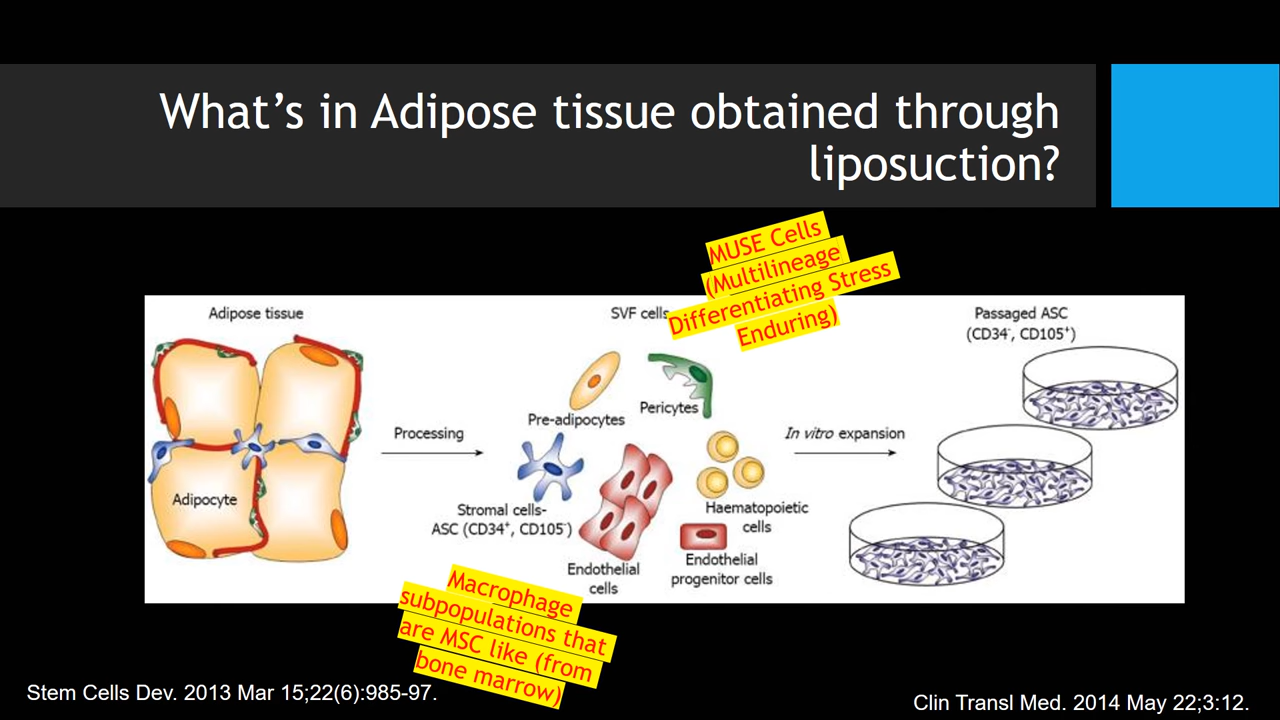 What's in Adipose tissue obtained through
liposuction?
MUSE Cells
(Multilineage
Differentiating Stress
Enduring)
Adipose tissue
SVF cells
Passaged ASC
(CD34⁻, CD105⁺)
Pre-adipocytes
Pericytes
Processing
In vitro expansion
Adipocyte
Stromal cells-
ASC (CD34⁺, CD105⁻)
Haematopoietic
cells
Endothelial
cells
Endothelial
progenitor cells
Macrophage
subpopulations that
are MSC like (from
bone marrow)
Stem Cells Dev. 2013 Mar 15;22(6):985-97.
Clin Transl Med. 2014 May 22;3:12.